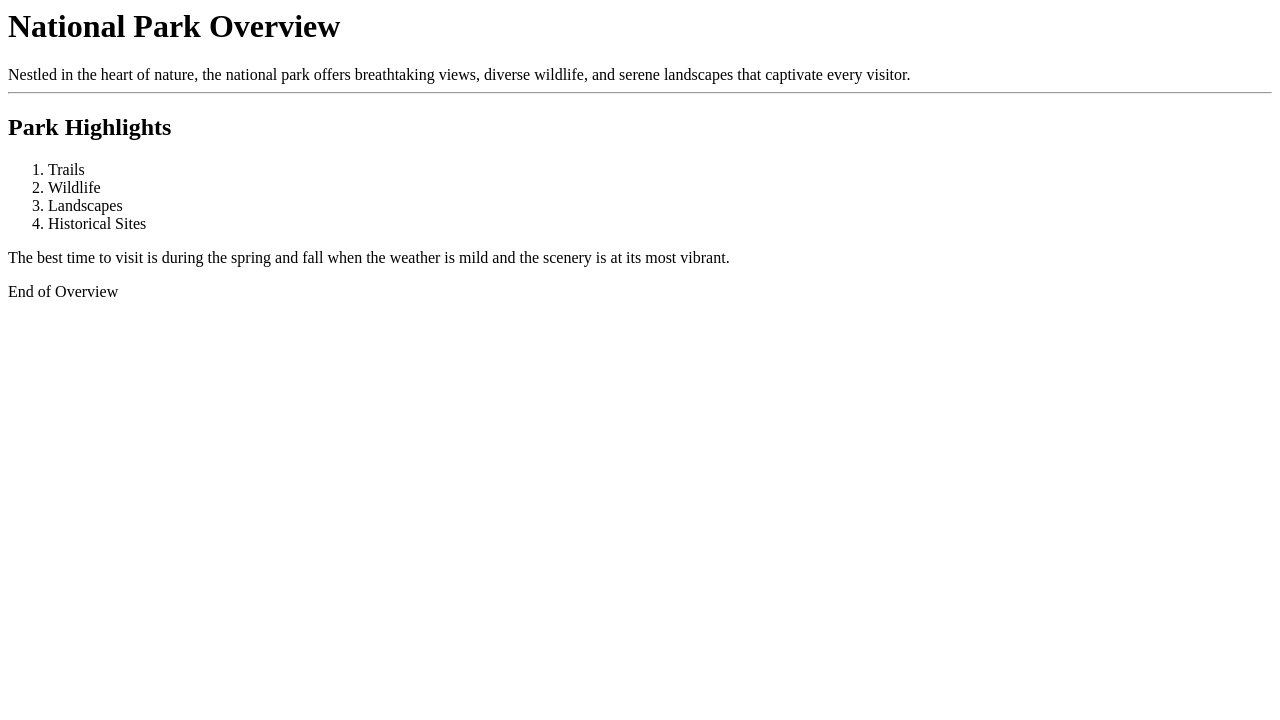 National Park Overview
Nestled in the heart of nature, the national park offers breathtaking views, diverse wildlife, and serene landscapes that captivate every visitor.
Park Highlights
1. Trails
2. Wildlife
3. Landscapes
4. Historical Sites
The best time to visit is during the spring and fall when the weather is mild and the scenery is at its most vibrant.
End of Overview